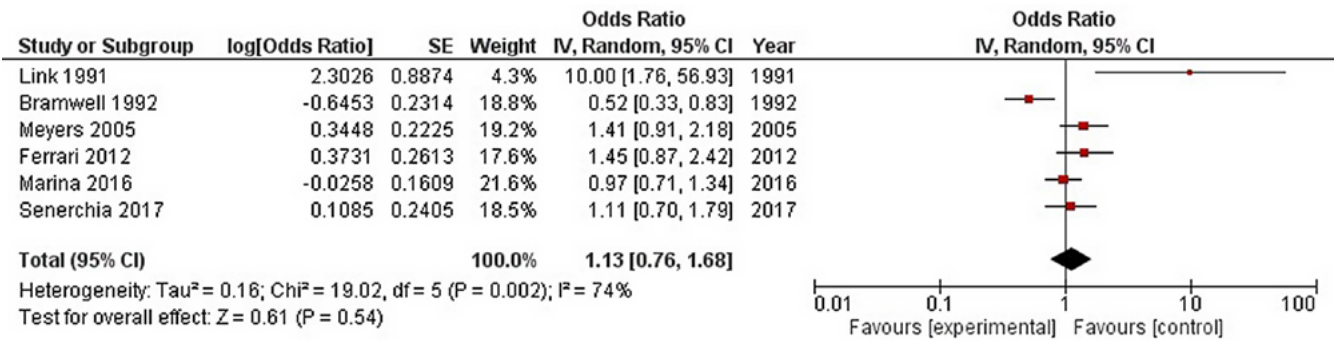 Odds Ratio Odds Ratio
Study or Subgroup log[Odds Ratio] SE Weight IV, Random, 95% CI Year IV, Random, 95% CI
Link 1991 2.3026 0.8874 4.3% 10.00 [1.76, 56.93] 1991
Bramwell 1992 -0.6453 0.2314 18.8% 0.52 [0.33, 0.83] 1992
Meyers 2005 0.3448 0.2225 19.2% 1.41 [0.91, 2.18] 2005
Ferrari 2012 0.3731 0.2613 17.6% 1.45 [0.87, 2.42] 2012
Marina 2016 -0.0258 0.1609 21.6% 0.97 [0.71, 1.34] 2016
Senerchia 2017 0.1085 0.2405 18.5% 1.11 [0.70, 1.79] 2017
Total (95% CI) 100.0% 1.13 [0.76, 1.68]
Heterogeneity: Tau² = 0.16; Chi² = 19.02, df = 5 (P = 0.002); I² = 74%
Test for overall effect: Z = 0.61 (P = 0.54)
0.01 0.1 1 10 100
Favours [experimental] Favours [control]